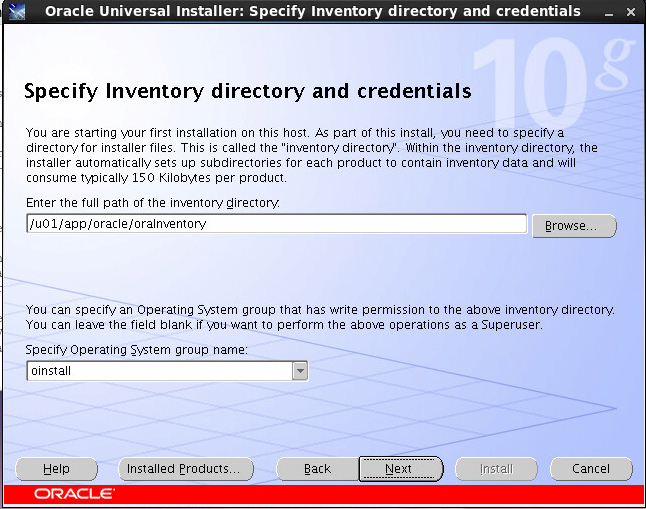 Oracle Universal Installer: Specify Inventory directory and credentials
10g
Specify Inventory directory and credentials
You are starting your first installation on this host. As part of this install, you need to specify a
directory for installer files. This is called the "inventory directory". Within the inventory directory, the
installer automatically sets up subdirectories for each product to contain inventory data and will
consume typically 150 Kilobytes per product.
Enter the full path of the inventory directory:
/u01/app/oracle/oraInventory
Browse...
You can specify an Operating System group that has write permission to the above inventory directory.
You can leave the field blank if you want to perform the above operations as a Superuser.
Specify Operating System group name:
oinstall
Help Installed Products... Back Next Install Cancel
ORACLE